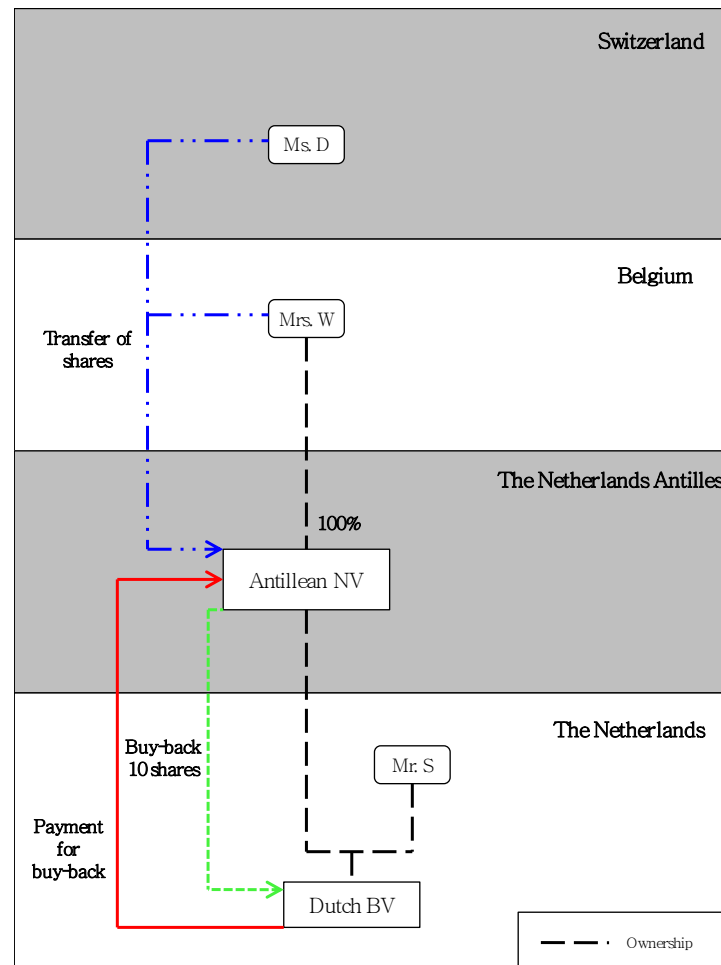 Switzerland
Ms. D
Belgium
Mrs. W
Transfer of
shares
The Netherlands Antilles
100%
Antillean NV
The Netherlands
Buy-back
10 shares
Mr. S
Payment
for
buy-back
Dutch BV
Ownership